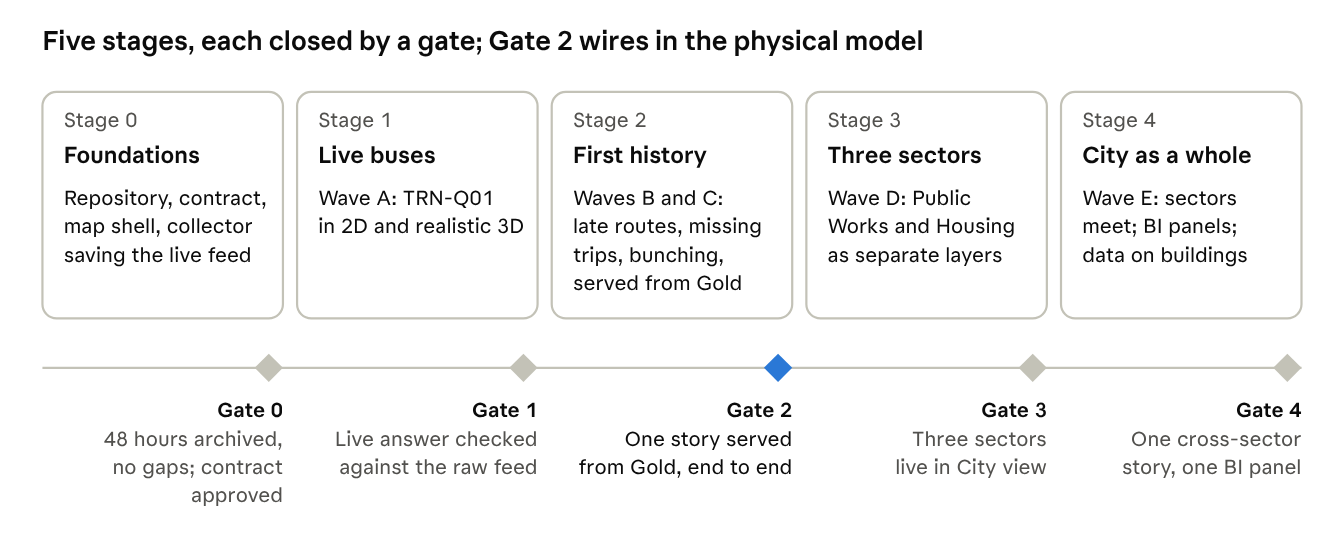 Five stages, each closed by a gate; Gate 2 wires in the physical model
Stage 0
Foundations
Repository, contract,
map shell, collector
saving the live feed
Stage 1
Live buses
Wave A: TRN-Q01
in 2D and realistic 3D
Stage 2
First history
Waves B and C:
late routes, missing
trips, bunching,
served from Gold
Stage 3
Three sectors
Wave D: Public
Works and Housing
as separate layers
Stage 4
City as a whole
Wave E: sectors
meet; BI panels;
data on buildings
Gate 0
48 hours archived,
no gaps; contract
approved
Gate 1
Live answer checked
against the raw feed
Gate 2
One story served
from Gold, end to end
Gate 3
Three sectors
live in City view
Gate 4
One cross-sector
story, one BI panel